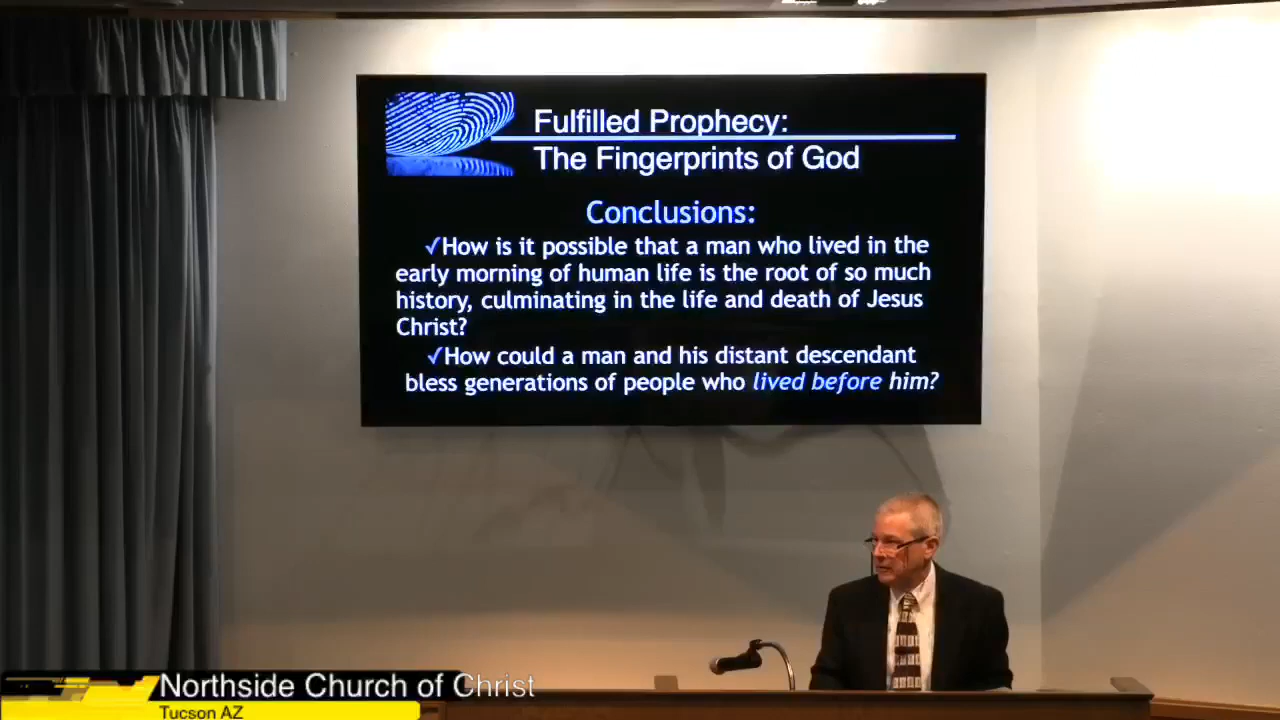 Fulfilled Prophecy:
The Fingerprints of God
Conclusions:
✓How is it possible that a man who lived in the
early morning of human life is the root of so much
history, culminating in the life and death of Jesus
Christ?
✓How could a man and his distant descendant
bless generations of people who lived before him?
Northside Church of Christ
Tucson AZ